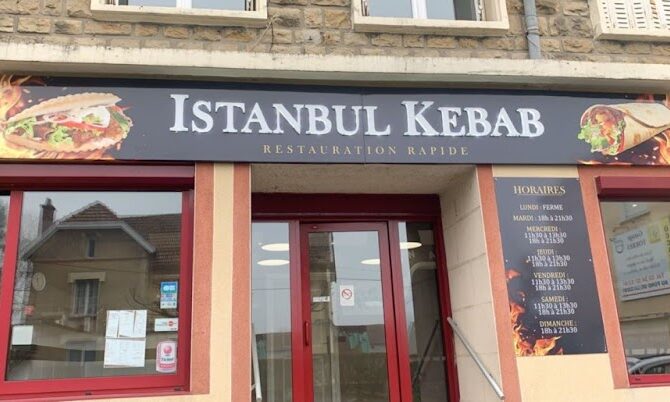 ISTANBUL KEBAB
RESTAURATION RAPIDE
HORAIRES
LUNDI : FERME
MARDI : 18h à 21h30
MERCREDI :
11h30 à 13h30
18h à 21h30
JEUDI :
11h30 à 13h30
18h à 21h30
VENDREDI :
11h30 à 13h30
18h à 21h30
SAMEDI :
11h30 à 13h30
18h à 21h30
DIMANCHE :
18h à 21h30